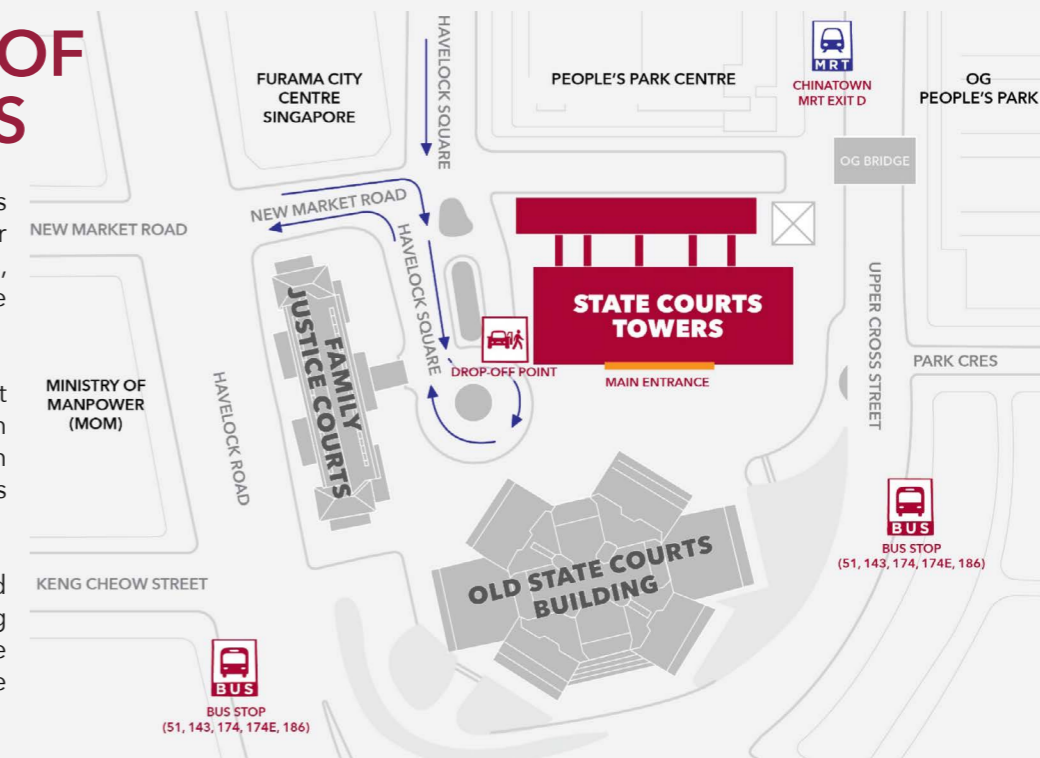 OF
S
s
r
,
e
t
n
n
s
d
g
e
e
HAVELOCK SQUARE
FURAMA CITY
CENTRE
SINGAPORE
PEOPLE'S PARK CENTRE
MRT
CHINATOWN
MRT EXIT D
OG
PEOPLE'S PARK
OG BRIDGE
NEW MARKET ROAD
NEW MARKET ROAD
HAVELOCK SQUARE
STATE COURTS
TOWERS
MAIN ENTRANCE
DROP-OFF POINT
UPPER CROSS STREET
PARK CRES
FAMILY
JUSTICE COURTS
MINISTRY OF
MANPOWER
(MOM)
HAVELOCK ROAD
BUS
BUS STOP
(51, 143, 174, 174E, 186)
OLD STATE COURTS
BUILDING
KENG CHEOW STREET
BUS
BUS STOP
(51, 143, 174, 174E, 186)